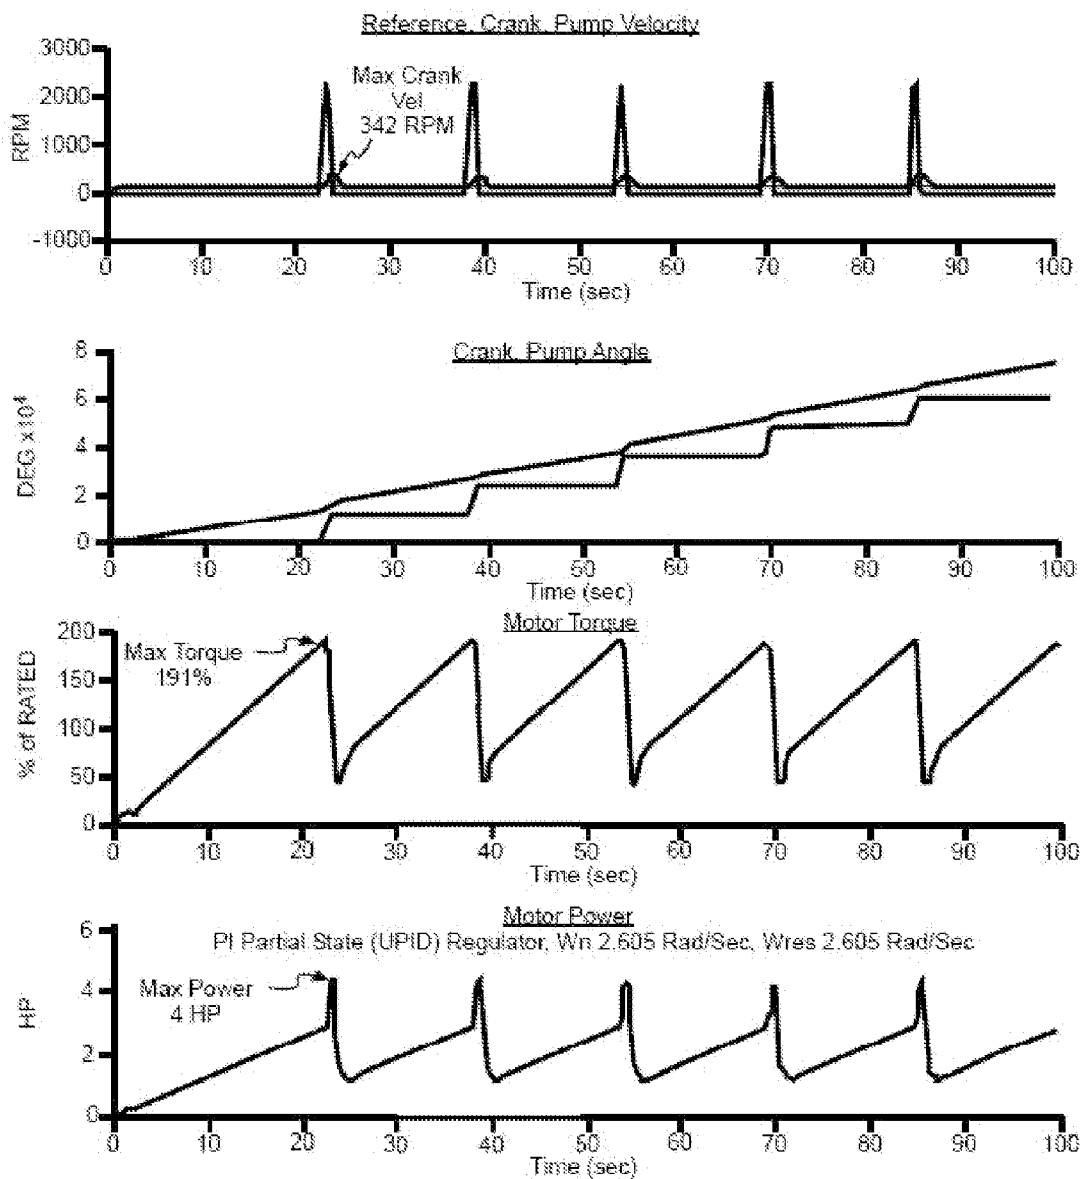 Reference, Crank, Pump Velocity
3000
2000
1000
0
-1000
RPM
Max Crank
Vel
342 RPM
0 10 20 30 40 50 60 70 80 90 100
Time (sec)
Crank, Pump Angle
8
6
4
2
0
DEG x10⁴
0 10 20 30 40 50 60 70 80 90 100
Time (sec)
Motor Torque
200
150
100
50
0
% of RATED
Max Torque
191%
0 10 20 30 40 50 60 70 80 90 100
Time (sec)
Motor Power
PI Partial State (UPID) Regulator, Wn 2.605 Rad/Sec, Wres 2.605 Rad/Sec
6
4
2
0
HP
Max Power
4 HP
0 10 20 30 40 50 60 70 80 90 100
Time (sec)